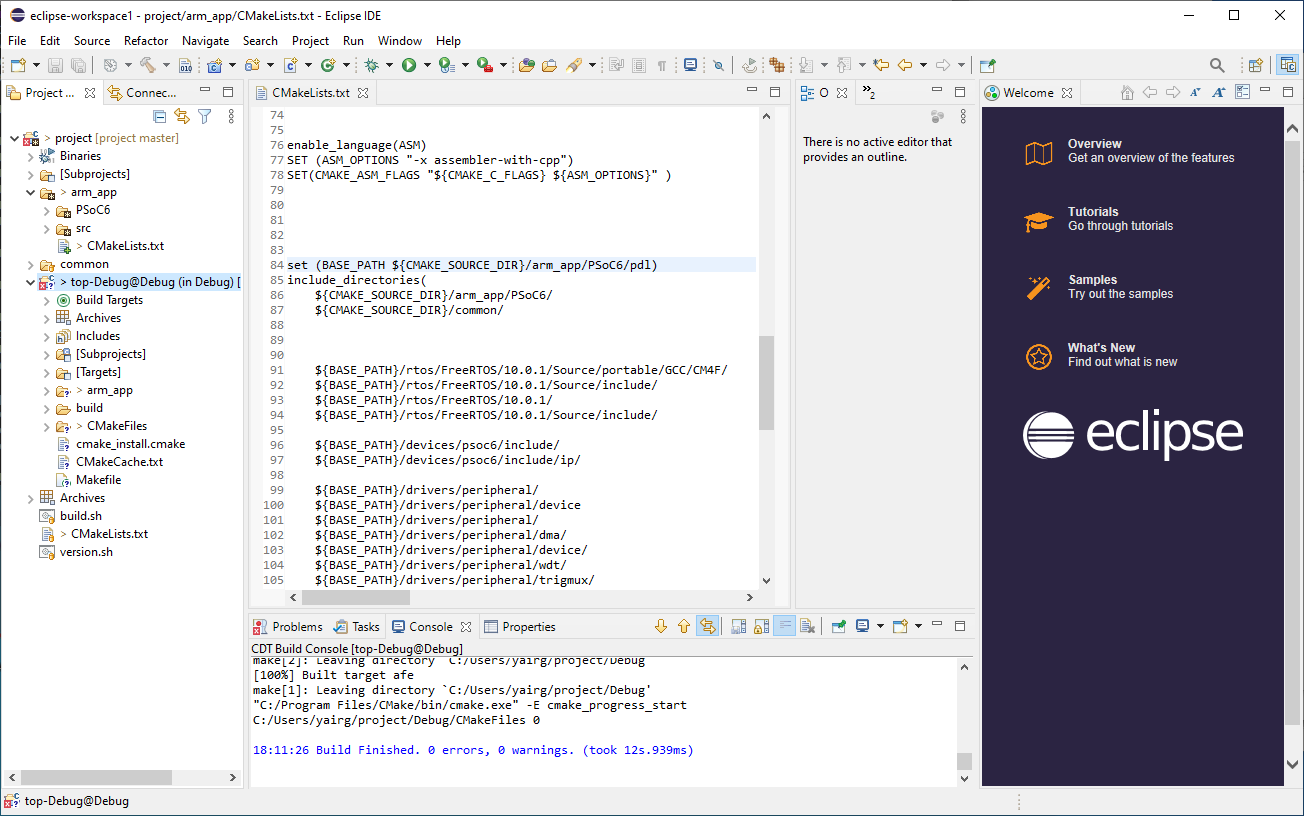 eclipse-workspace1 - project/arm_app/CMakeLists.txt - Eclipse IDE
File Edit Source Refactor Navigate Search Project Run Window Help
Project ...
Connec...
project [project master]
Binaries
[Subprojects]
> arm_app
PSoC6
src
> CMakeLists.txt
common
> top-Debug@Debug (in Debug) [
Build Targets
Archives
Includes
[Subprojects]
[Targets]
> arm_app
build
> CMakeFiles
cmake_install.cmake
CMakeCache.txt
Makefile
Archives
build.sh
> CMakeLists.txt
version.sh
CMakeLists.txt
74
75
76 enable_language(ASM)
77 SET (ASM_OPTIONS "-x assembler-with-cpp")
78 SET(CMAKE_ASM_FLAGS "${CMAKE_C_FLAGS} ${ASM_OPTIONS}" )
79
80
81
82
83
84 set (BASE_PATH ${CMAKE_SOURCE_DIR}/arm_app/PSoC6/pdl)
85 include_directories(
86 ${CMAKE_SOURCE_DIR}/arm_app/PSoC6/
87 ${CMAKE_SOURCE_DIR}/common/
88
89
90
91 ${BASE_PATH}/rtos/FreeRTOS/10.0.1/Source/portable/GCC/CM4F/
92 ${BASE_PATH}/rtos/FreeRTOS/10.0.1/Source/include/
93 ${BASE_PATH}/rtos/FreeRTOS/10.0.1/
94 ${BASE_PATH}/rtos/FreeRTOS/10.0.1/Source/include/
95
96 ${BASE_PATH}/devices/psoc6/include/
97 ${BASE_PATH}/devices/psoc6/include/ip/
98
99 ${BASE_PATH}/drivers/peripheral/
100 ${BASE_PATH}/drivers/peripheral/device
101 ${BASE_PATH}/drivers/peripheral/
102 ${BASE_PATH}/drivers/peripheral/dma/
103 ${BASE_PATH}/drivers/peripheral/device/
104 ${BASE_PATH}/drivers/peripheral/wdt/
105 ${BASE_PATH}/drivers/peripheral/trigmux/
O
2
There is no active editor that
provides an outline.
Welcome
Overview
Get an overview of the features
Tutorials
Go through tutorials
Samples
Try out the samples
What's New
Find out what is new
eclipse
Problems Tasks Console Properties
CDT Build Console [top-Debug@Debug]
make[2]: Leaving directory `C:/Users/yairg/project/Debug'
[100%] Built target afe
make[1]: Leaving directory `C:/Users/yairg/project/Debug'
"C:/Program Files/CMake/bin/cmake.exe" -E cmake_progress_start
C:/Users/yairg/project/Debug/CMakeFiles 0
18:11:26 Build Finished. 0 errors, 0 warnings. (took 12s.939ms)
top-Debug@Debug